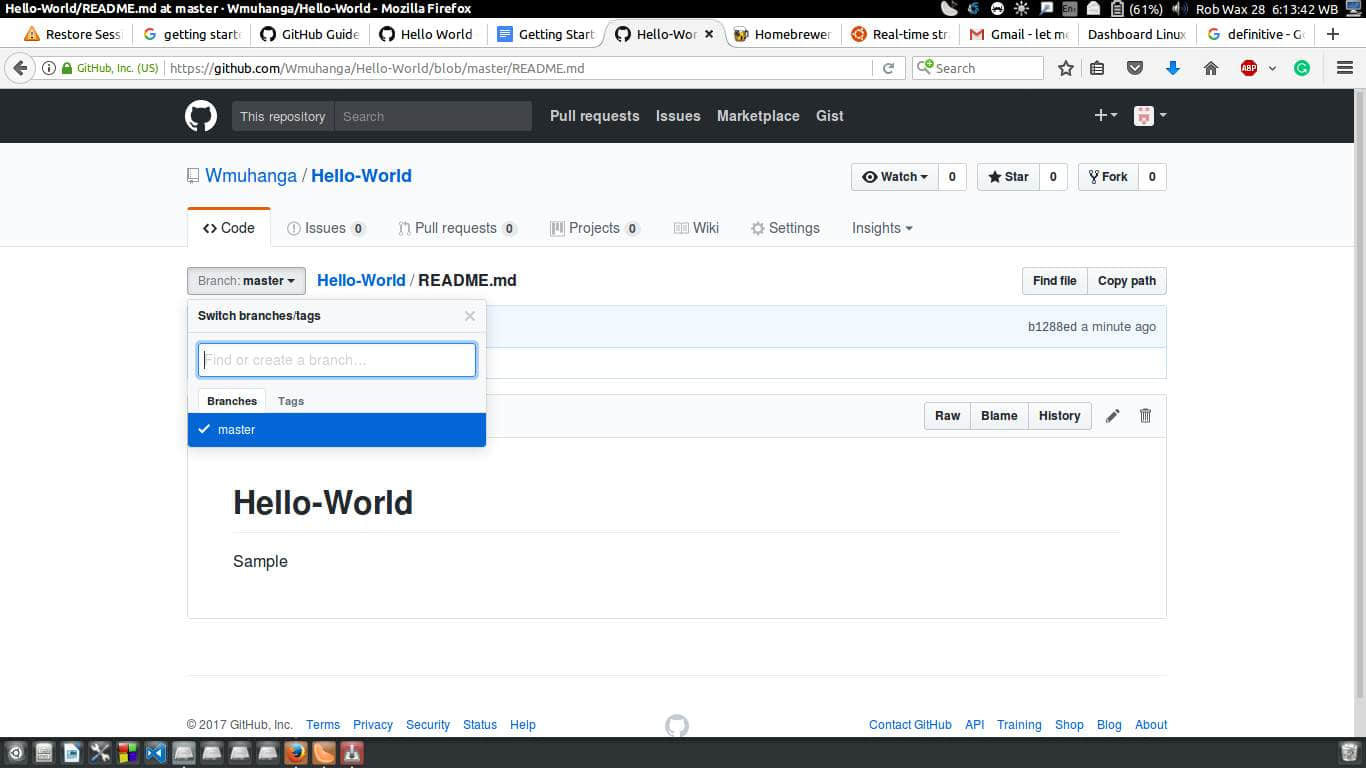 Hello-World/README.md at master · Wmuhanga/Hello-World - Mozilla Firefox
En (61%) Rob Wax 28 6:13:42 WB
Restore Sessi getting starte GitHub Guide Hello World Getting Start Hello-Wor Homebrewer Real-time stra Gmail - let me Dashboard Linux definitive - Go
GitHub, Inc. (US) https://github.com/Wmuhanga/Hello-World/blob/master/README.md Search ABP
This repository Search Pull requests Issues Marketplace Gist
Wmuhanga / Hello-World Watch 0 Star 0 Fork 0
Code Issues 0 Pull requests 0 Projects 0 Wiki Settings Insights
Branch: master Hello-World / README.md Find file Copy path
Switch branches/tags
b1288ed a minute ago
Find or create a branch...
Branches Tags
Raw Blame History
master
Hello-World
Sample
© 2017 GitHub, Inc. Terms Privacy Security Status Help Contact GitHub API Training Shop Blog About